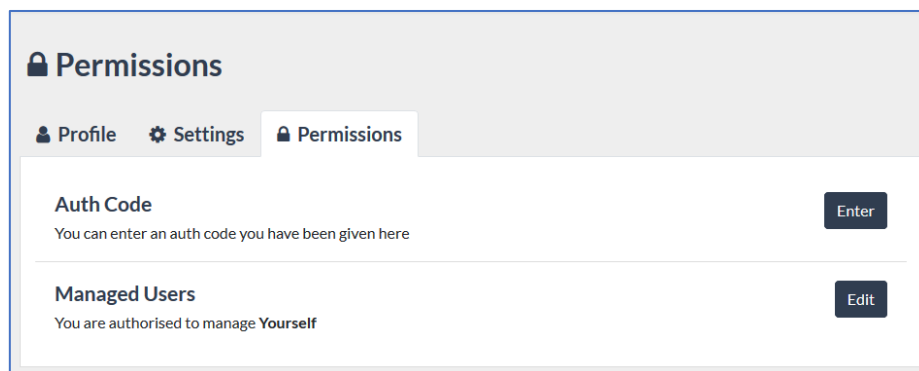 Permissions
Profile Settings Permissions
Auth Code
Enter
You can enter an auth code you have been given here
Managed Users
Edit
You are authorised to manage Yourself